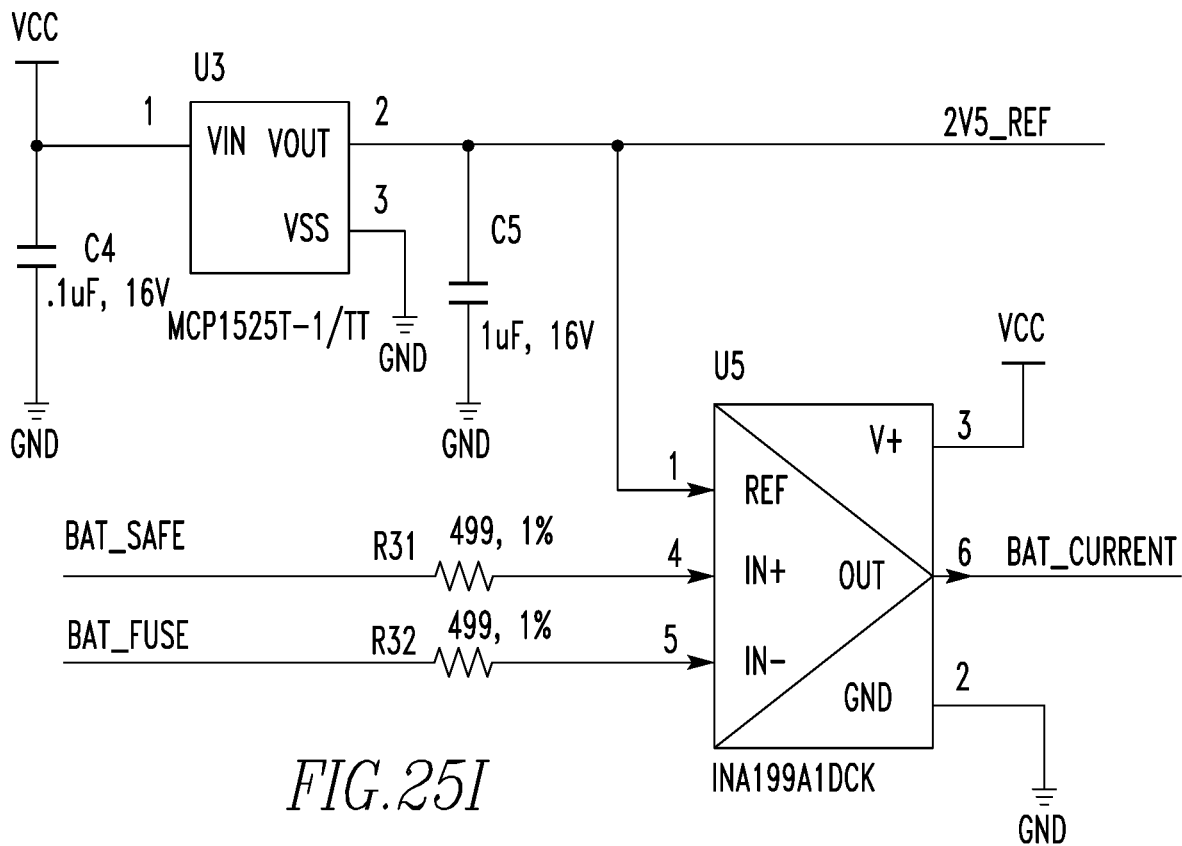 VCC
U3
1
VIN
VOUT
2
2V5_REF
VSS
3
C4
.1uF, 16V
MCP1525T-1/TT
GND
C5
1uF, 16V
GND
GND
U5
VCC
V+
3
1
REF
BAT_SAFE
R31
499, 1%
4
IN+
OUT
6
BAT_CURRENT
BAT_FUSE
R32
499, 1%
5
IN-
GND
2
INA199A1DCK
GND
FIG.25I